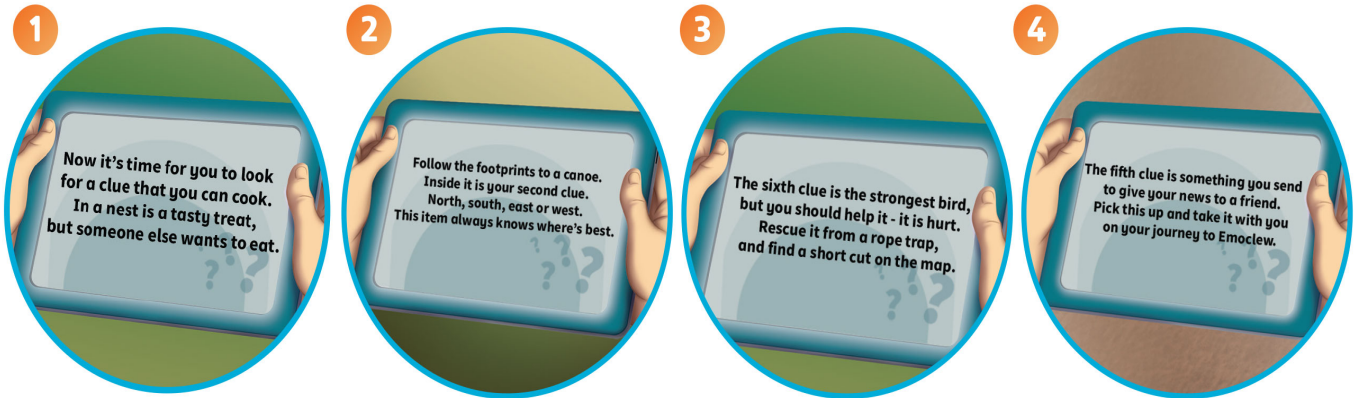 1
Now it's time for you to look
for a clue that you can cook.
In a nest is a tasty treat,
but someone else wants to eat.
2
Follow the footprints to a canoe.
Inside it is your second clue.
North, south, east or west.
This item always knows where's best.
3
The sixth clue is the strongest bird,
but you should help it - it is hurt.
Rescue it from a rope trap,
and find a short cut on the map.
4
The fifth clue is something you send
to give your news to a friend.
Pick this up and take it with you
on your journey to Emoclew.
? ? ?
? ? ?
? ? ?
? ? ?